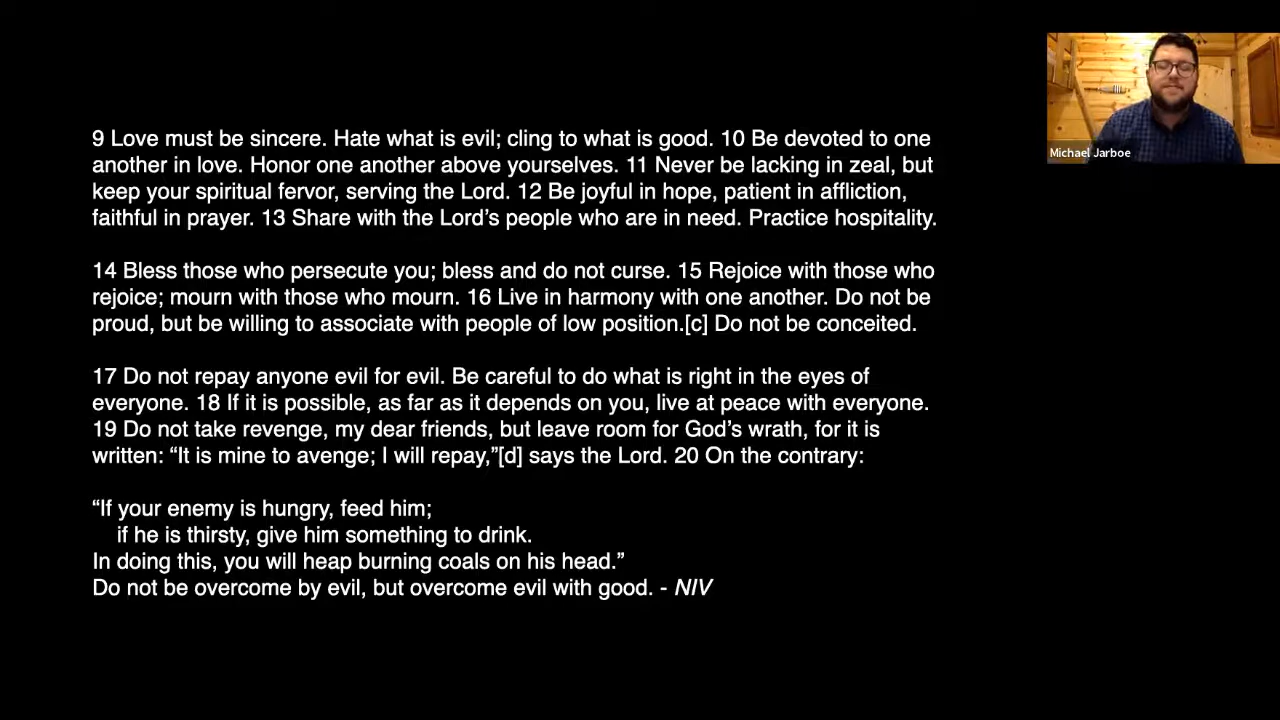 9 Love must be sincere. Hate what is evil; cling to what is good. 10 Be devoted to one
another in love. Honor one another above yourselves. 11 Never be lacking in zeal, but
keep your spiritual fervor, serving the Lord. 12 Be joyful in hope, patient in affliction,
faithful in prayer. 13 Share with the Lord’s people who are in need. Practice hospitality.
14 Bless those who persecute you; bless and do not curse. 15 Rejoice with those who
rejoice; mourn with those who mourn. 16 Live in harmony with one another. Do not be
proud, but be willing to associate with people of low position.[c] Do not be conceited.
17 Do not repay anyone evil for evil. Be careful to do what is right in the eyes of
everyone. 18 If it is possible, as far as it depends on you, live at peace with everyone.
19 Do not take revenge, my dear friends, but leave room for God’s wrath, for it is
written: “It is mine to avenge; I will repay,”[d] says the Lord. 20 On the contrary:
“If your enemy is hungry, feed him;
if he is thirsty, give him something to drink.
In doing this, you will heap burning coals on his head.”
Do not be overcome by evil, but overcome evil with good. - NIV
Michael Jarboe